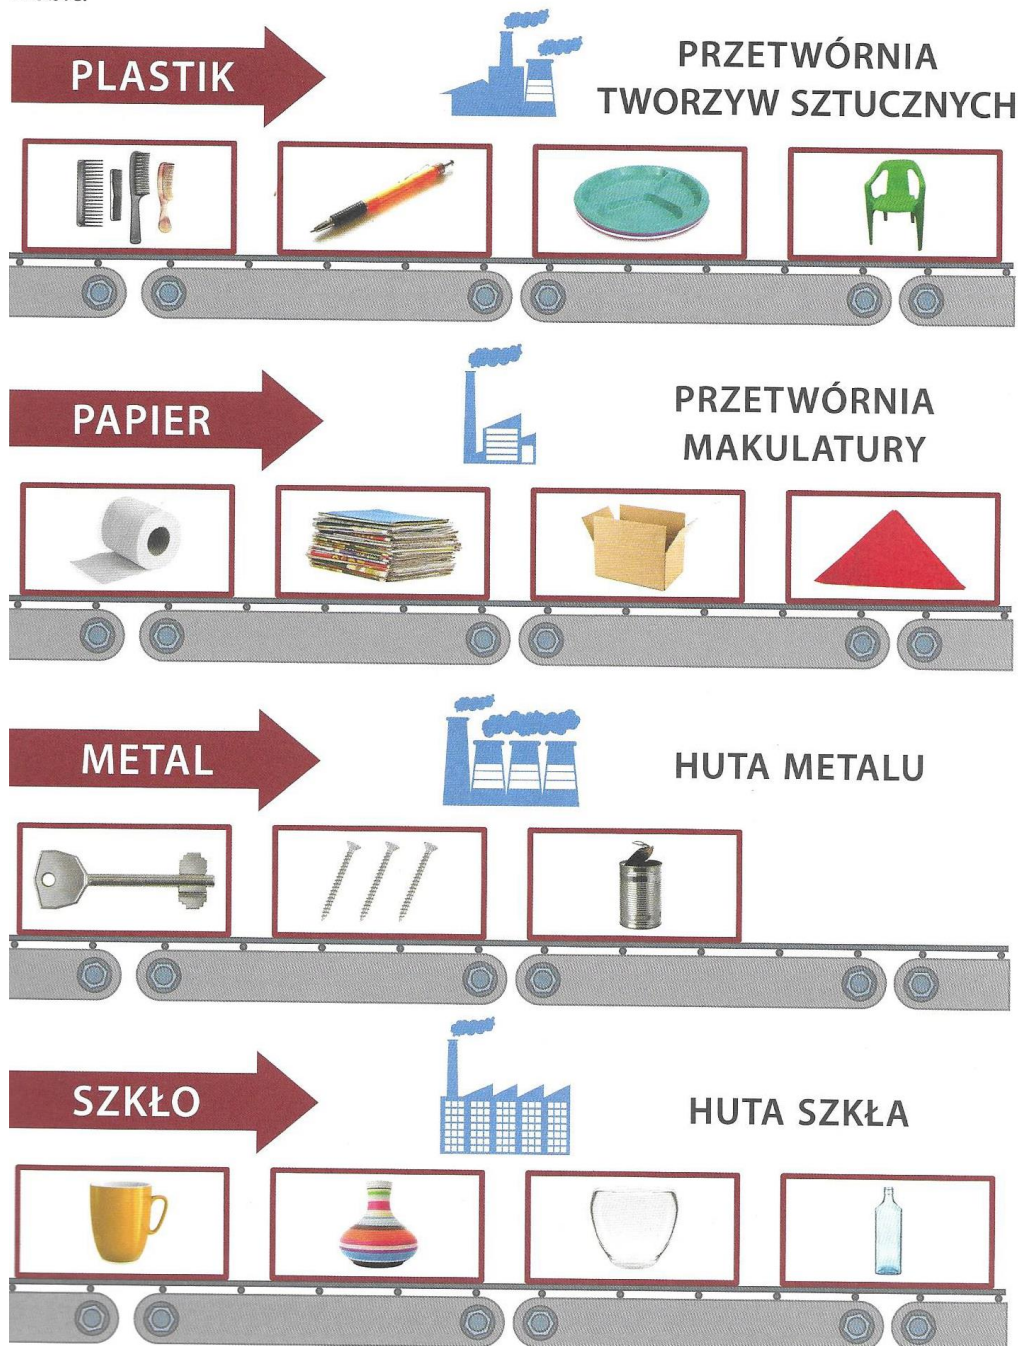 PLASTIK
PRZETWÓRNIA
TWORZYW SZTUCZNYCH
PAPIER
PRZETWÓRNIA
MAKULATURY
METAL
HUTA METALU
SZKŁO
HUTA SZKŁA